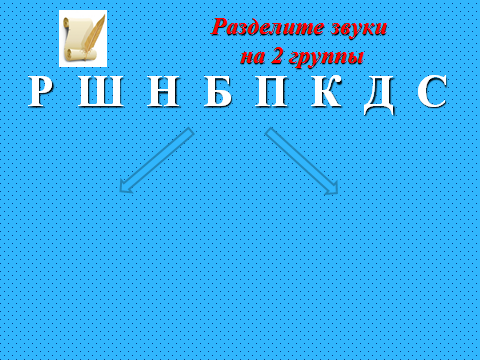 Разделите звуки
на 2 группы
Р Ш Н Б П К Д С